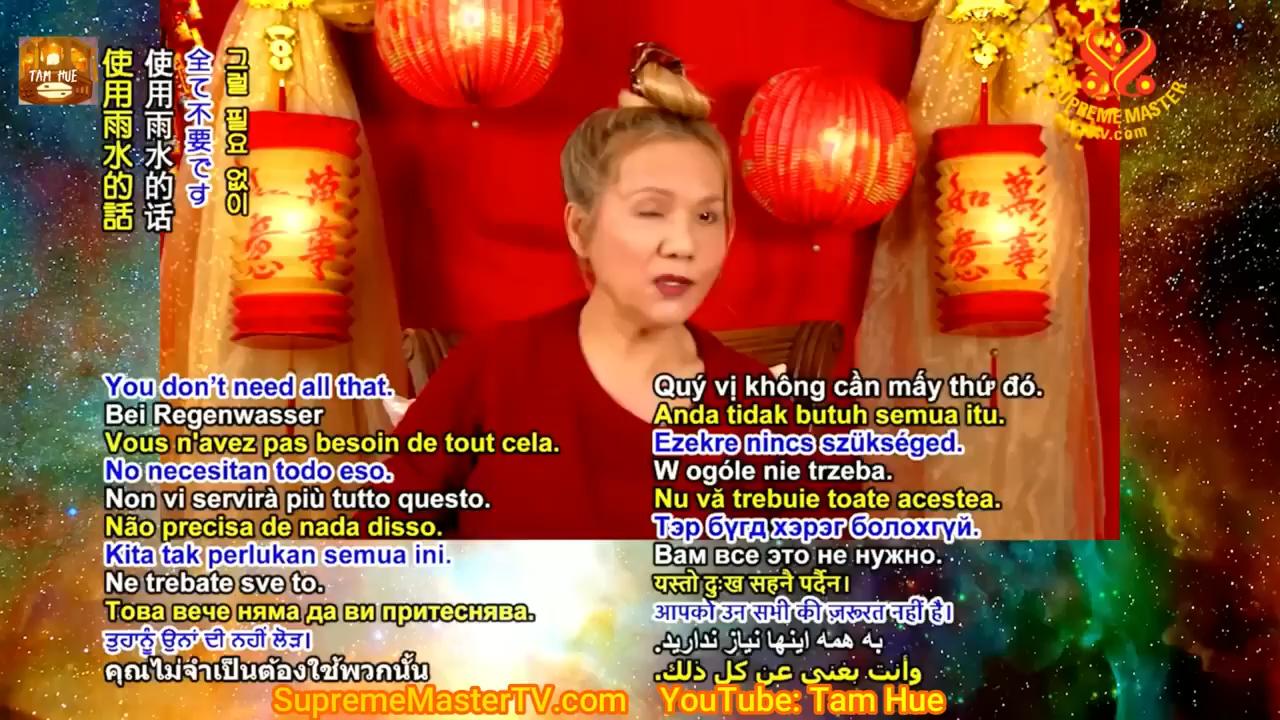 TAM HUE
使用雨水的話
使用雨水的话
全て不要です
그럴 필요 없이
萬事
如意
萬事
如意
SUPREME MASTER
TV.com
You don't need all that.
Bei Regenwasser
Vous n'avez pas besoin de tout cela.
No necesitan todo eso.
Non vi servirà più tutto questo.
Não precisa de nada disso.
Kita tak perlukan semua ini.
Ne trebate sve to.
Това вече няма да ви притеснява.
ਤੁਹਾਨੂੰ ਉਨਾਂ ਦੀ ਨਹੀਂ ਲੋੜ।
คุณไม่จำเป็นต้องใช้พวกนั้น
Quý vị không cần mấy thứ đó.
Anda tidak butuh semua itu.
Ezekre nincs szükséged.
W ogóle nie trzeba.
Nu vă trebuie toate acestea.
Тэр бүгд хэрэг болохгүй.
Вам все это не нужно.
यस्तो दुःख सहनै पर्दैन।
आपको उन सभी की ज़रूरत नहीं है।
به همه اینها نیاز ندارید.
وأنت بغنى عن كل ذلك.
SupremeMasterTV.com YouTube: Tam Hue